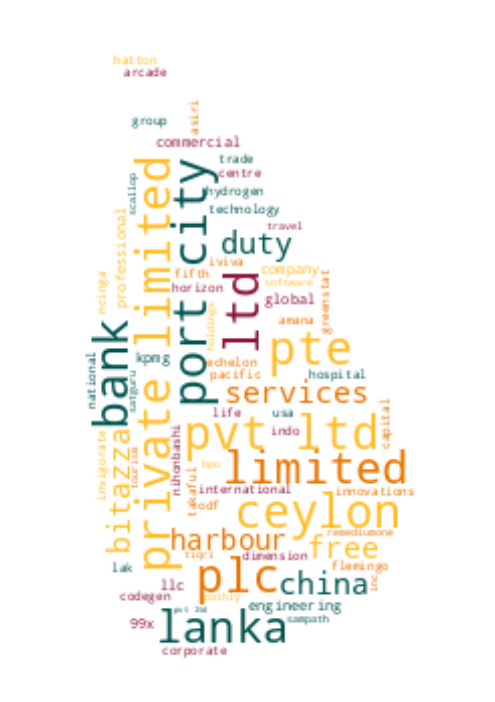 hatton
arcade
asiri
group
commercial
trade
centre
scallop
private limited
port city
hydrogen
technology
professional
travel
duty
iviva
fifth
company
software
horizon
ltd
global
greenstat
ncinga
holdings
amana
bank
pte
kpmg
echelon
pacific
hospital
national
satguru
services
life
usa
capital
pvt ltd
indo
nihonbashi
invigorate
bitazza
tourism
bpo
limited
takaful
international
innovations
odf
ceylon
remediumone
harbour
free
tiqri
dimension
flemingo
lak
plc
china
inc
llc
codegen
pathly
engineering
pvt ltd
99x
lanka
sampath
corporate